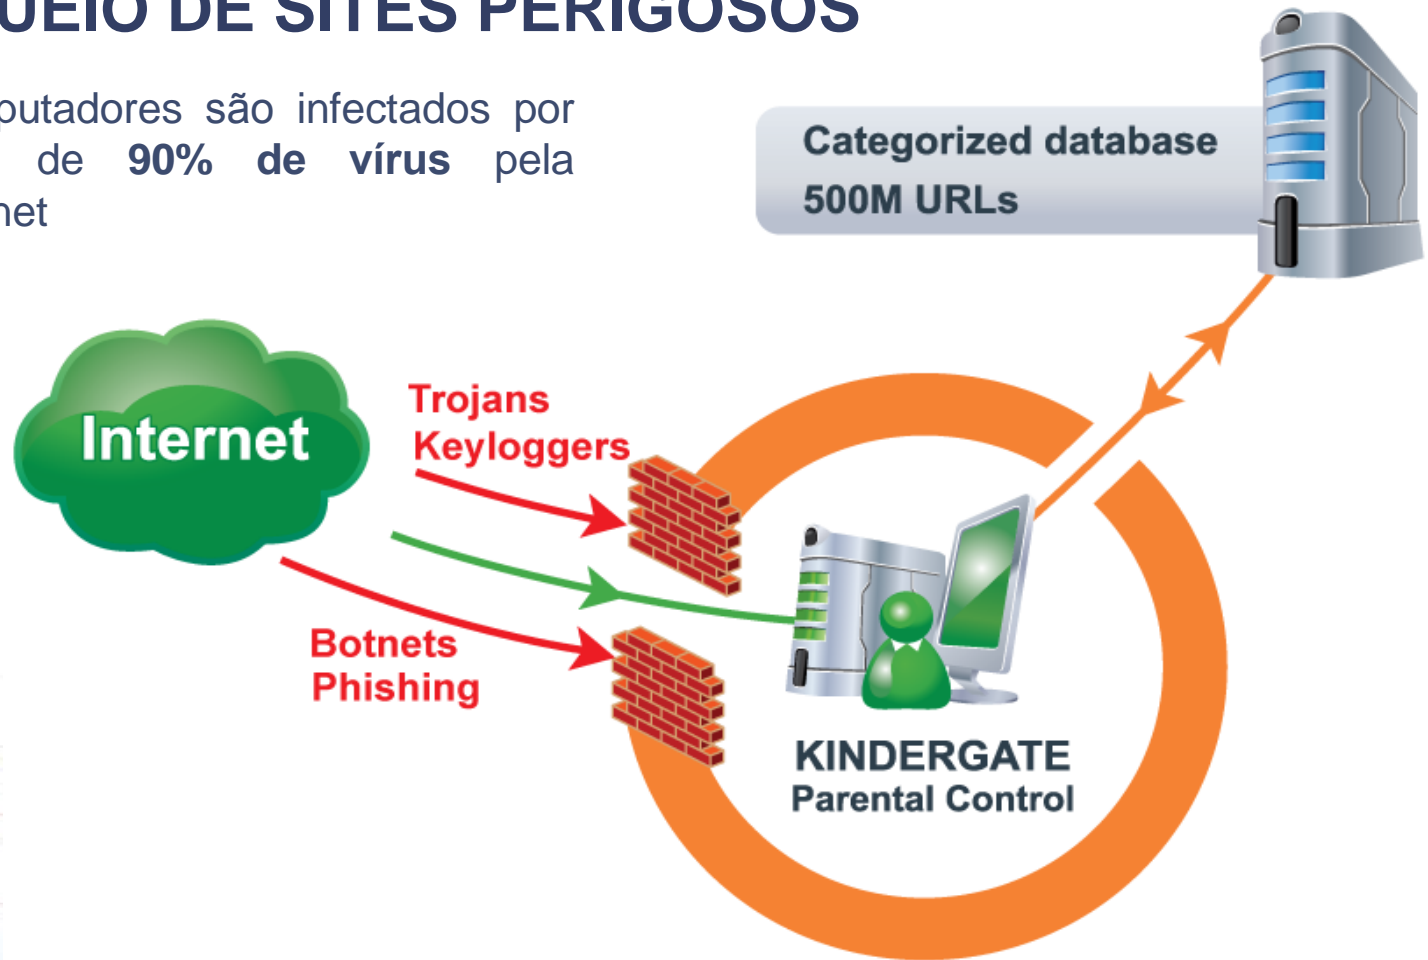 UEIO DE SITES PERIGOSOS
putadores são infectados por
de 90% de vírus pela
net
Categorized database
500M URLs
Internet
Trojans
Keyloggers
Botnets
Phishing
KINDERGATE
Parental Control